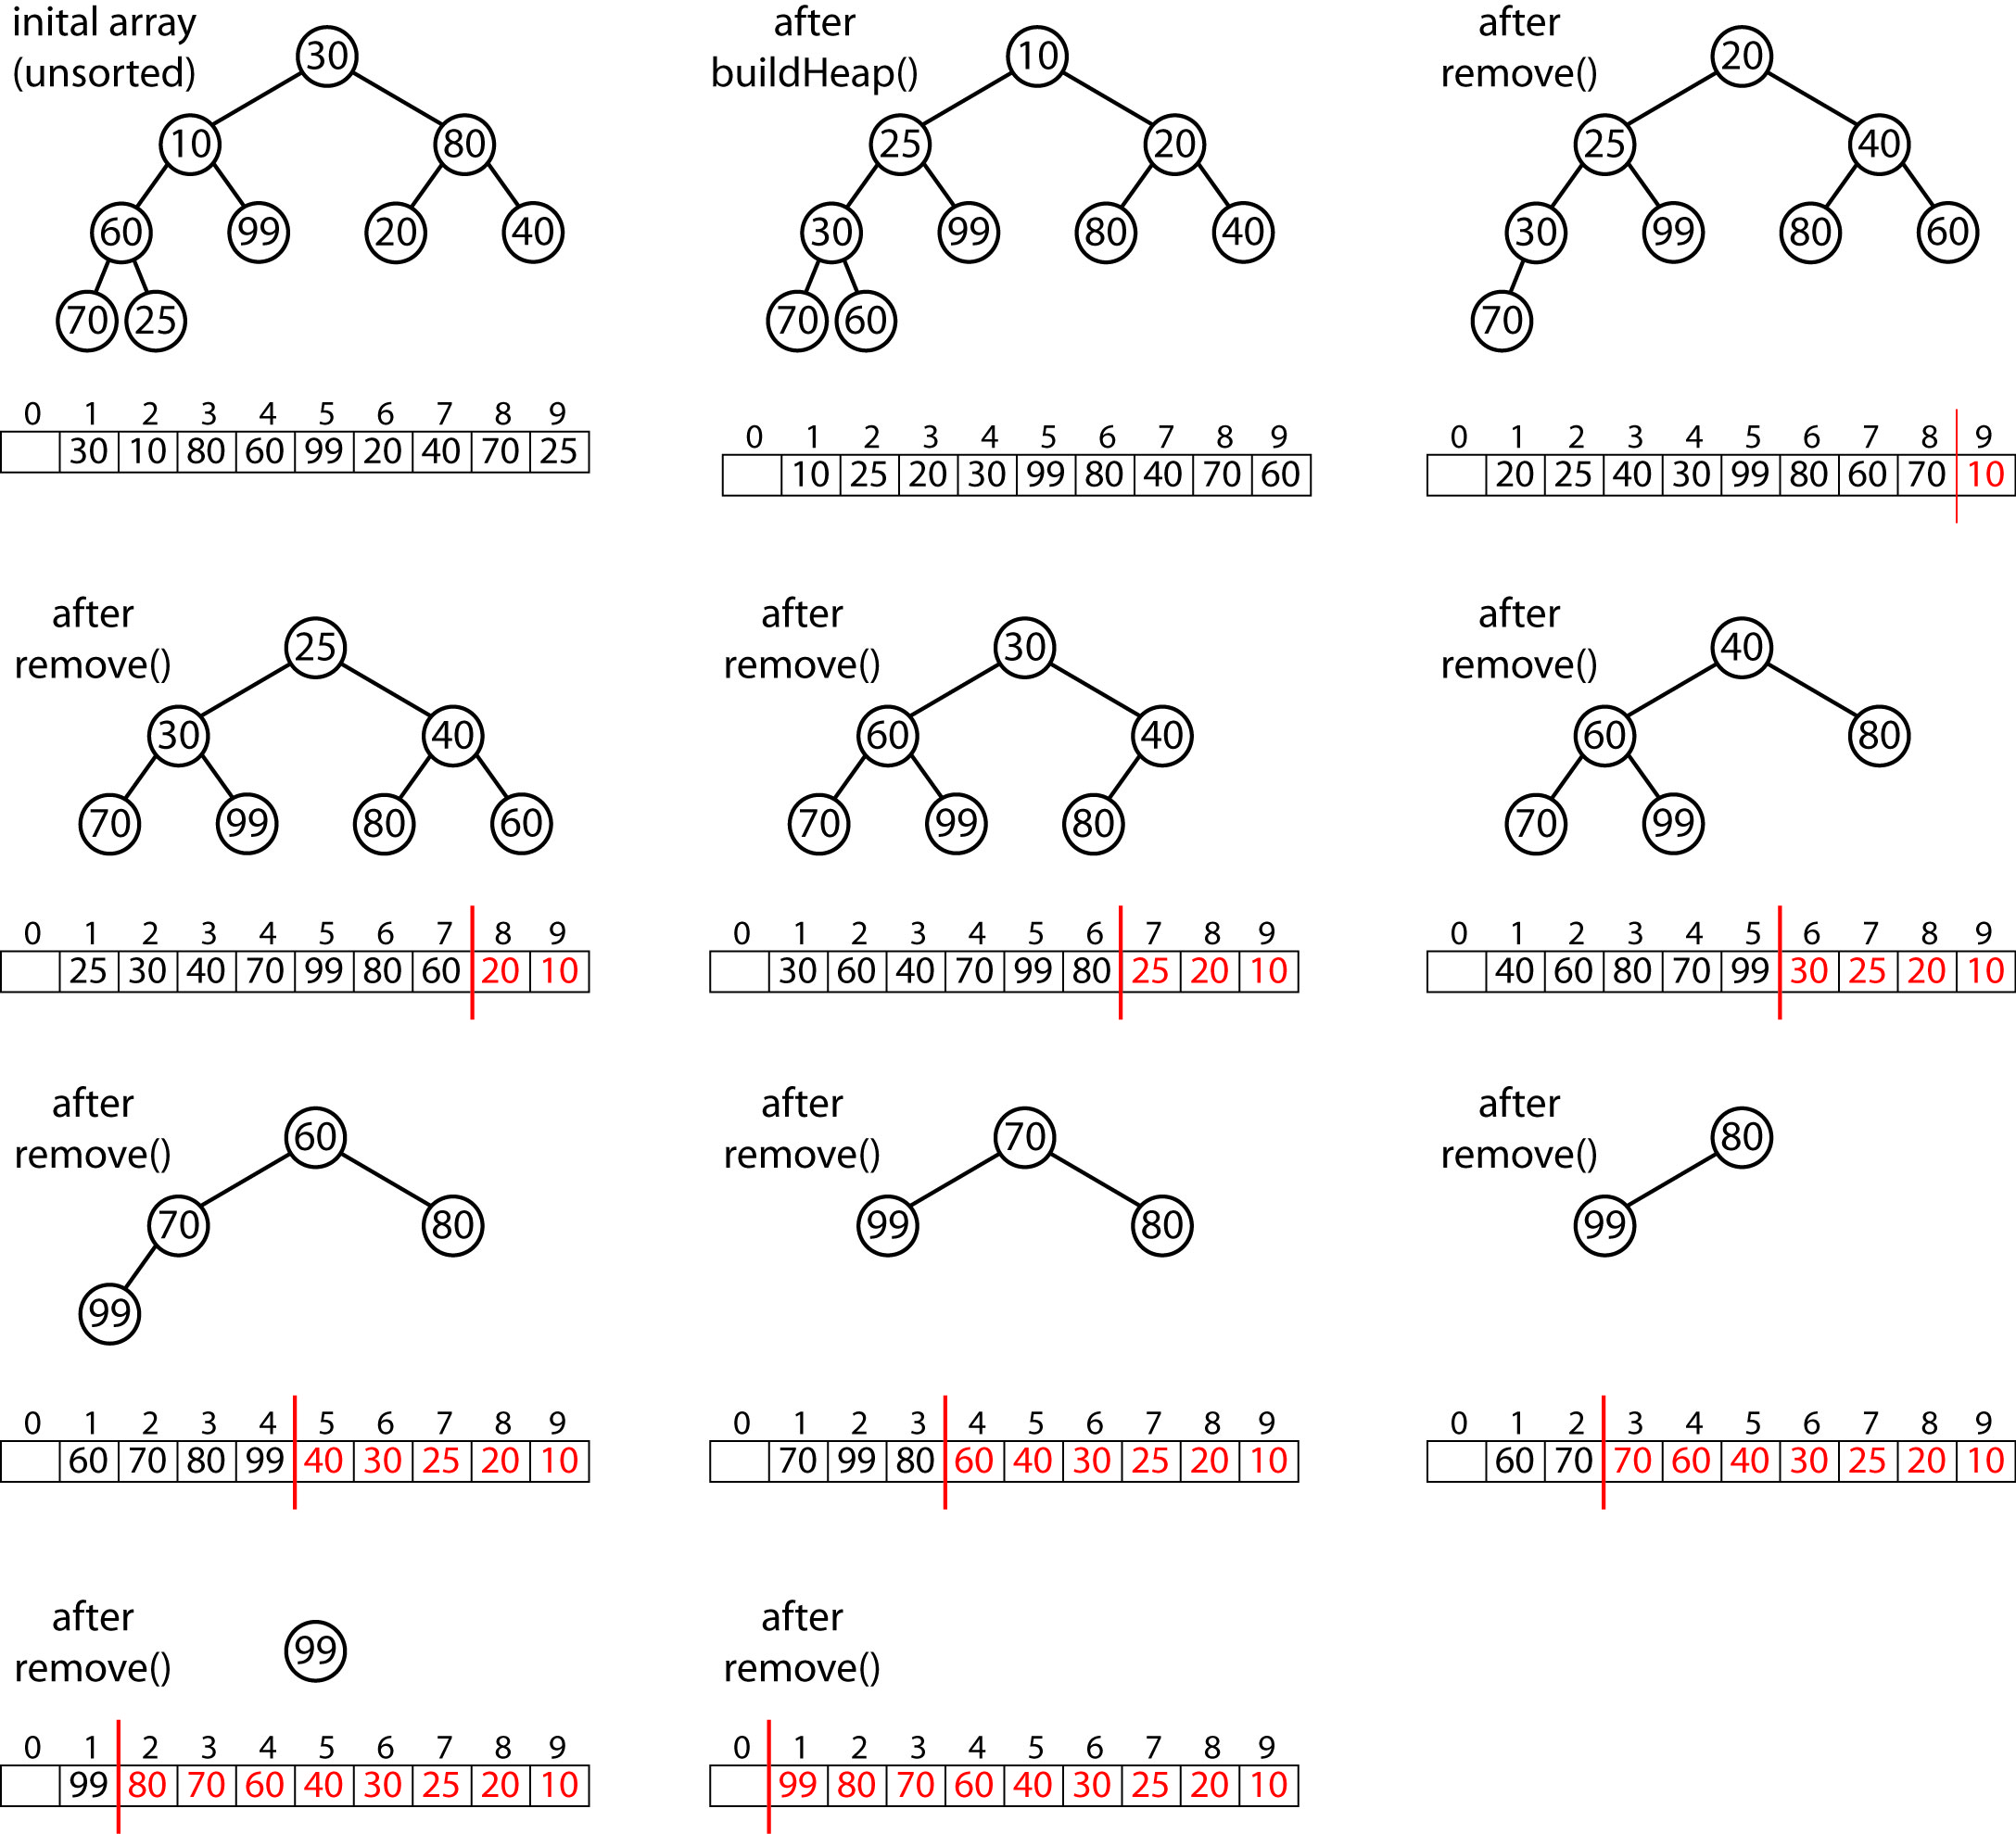 inital array
(unsorted)
30
10 80
60 99 20 40
70 25
0 1 2 3 4 5 6 7 8 9
30 10 80 60 99 20 40 70 25
after
buildHeap()
10
25 20
30 99 80 40
70 60
0 1 2 3 4 5 6 7 8 9
10 25 20 30 99 80 40 70 60
after
remove()
20
25 40
30 99 80 60
70
0 1 2 3 4 5 6 7 8 9
20 25 40 30 99 80 60 70 10
after
remove()
25
30 40
70 99 80 60
0 1 2 3 4 5 6 7 8 9
25 30 40 70 99 80 60 20 10
after
remove()
30
60 40
70 99 80
0 1 2 3 4 5 6 7 8 9
30 60 40 70 99 80 25 20 10
after
remove()
40
60 80
70 99
0 1 2 3 4 5 6 7 8 9
40 60 80 70 99 30 25 20 10
after
remove()
60
70 80
99
0 1 2 3 4 5 6 7 8 9
60 70 80 99 40 30 25 20 10
after
remove()
70
99 80
0 1 2 3 4 5 6 7 8 9
70 99 80 60 40 30 25 20 10
after
remove()
80
99
0 1 2 3 4 5 6 7 8 9
60 70 70 60 40 30 25 20 10
after
remove()
99
0 1 2 3 4 5 6 7 8 9
99 80 70 60 40 30 25 20 10
after
remove()
0 1 2 3 4 5 6 7 8 9
99 80 70 60 40 30 25 20 10